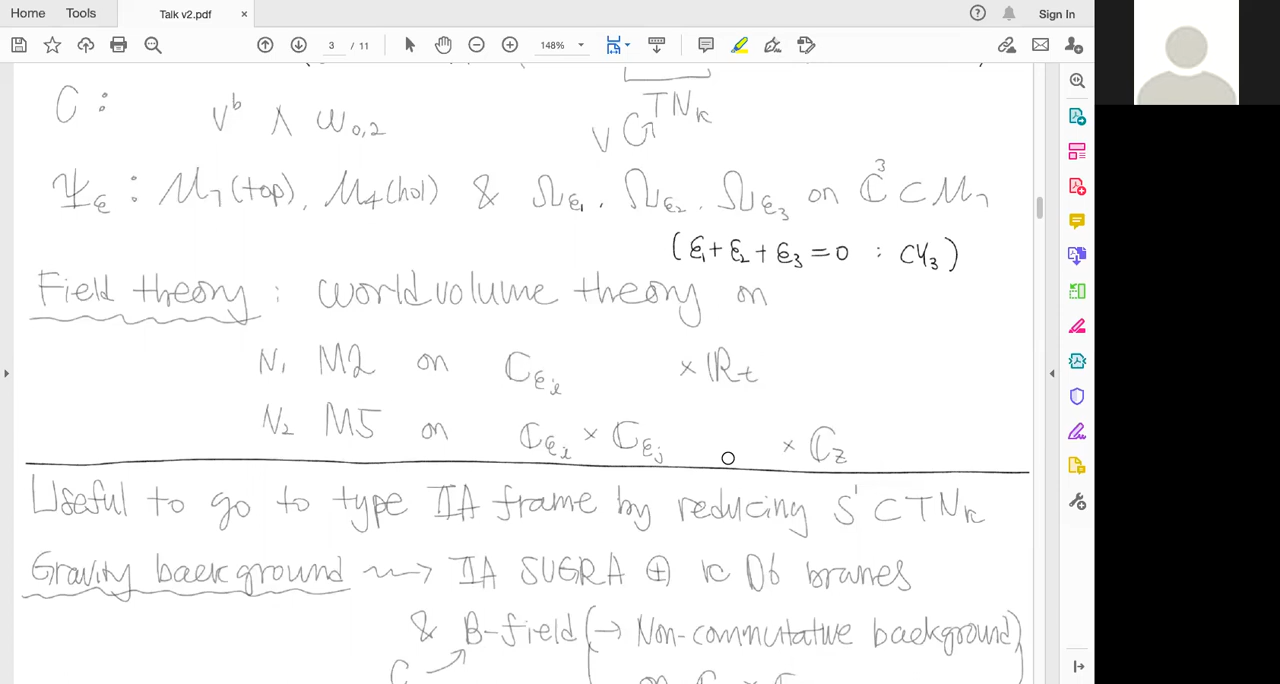 Home Tools Talk v2.pdf × Sign In
3 / 11 148%
C : v^b ∧ ω_{0,2} v G^{TN_k} TN_k
Ψ_ε : M_7 (top), M_4 (hol) & Ω_{ε_1}, Ω_{ε_2}, Ω_{ε_3} on ℂ^3 ⊂ M_7
(ε_1 + ε_2 + ε_3 = 0 : CY_3)
Field theory : worldvolume theory on
N_1 M2 on ℂ_{ε_i} × ℝ_t
N_2 M5 on ℂ_{ε_i} × ℂ_{ε_j} × ℂ_z
Useful to go to type IIA frame by reducing S^1 ⊂ TN_k
Gravity background ⇝ IIA SUGRA ⊕ k D6 branes
& B-field (→ Non-commutative background)
C